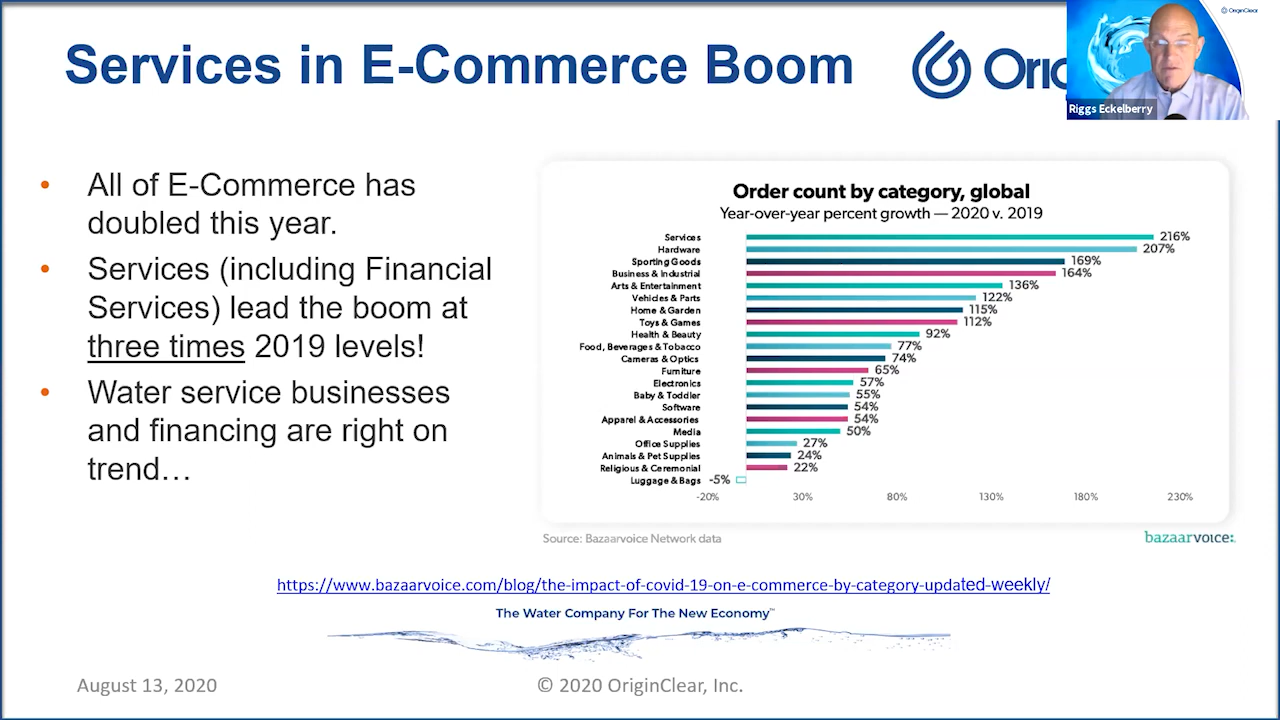 Services in E-Commerce Boom
OriginClear
Riggs Eckelberry
• All of E-Commerce has
doubled this year.
• Services (including Financial
Services) lead the boom at
three times 2019 levels!
• Water service businesses
and financing are right on
trend…
Order count by category, global
Year-over-year percent growth — 2020 v. 2019
Services 216%
Hardware 207%
Sporting Goods 169%
Business & Industrial 164%
Arts & Entertainment 136%
Vehicles & Parts 122%
Home & Garden 115%
Toys & Games 112%
Health & Beauty 92%
Food, Beverages & Tobacco 77%
Cameras & Optics 74%
Furniture 65%
Electronics 57%
Baby & Toddler 55%
Software 54%
Apparel & Accessories 54%
Media 50%
Office Supplies 27%
Animals & Pet Supplies 24%
Religious & Ceremonial 22%
Luggage & Bags -5%
-20% 30% 80% 130% 180% 230%
Source: Bazaarvoice Network data
bazaarvoice:
https://www.bazaarvoice.com/blog/the-impact-of-covid-19-on-e-commerce-by-category-updated-weekly/
The Water Company For The New Economy™
August 13, 2020
© 2020 OriginClear, Inc.